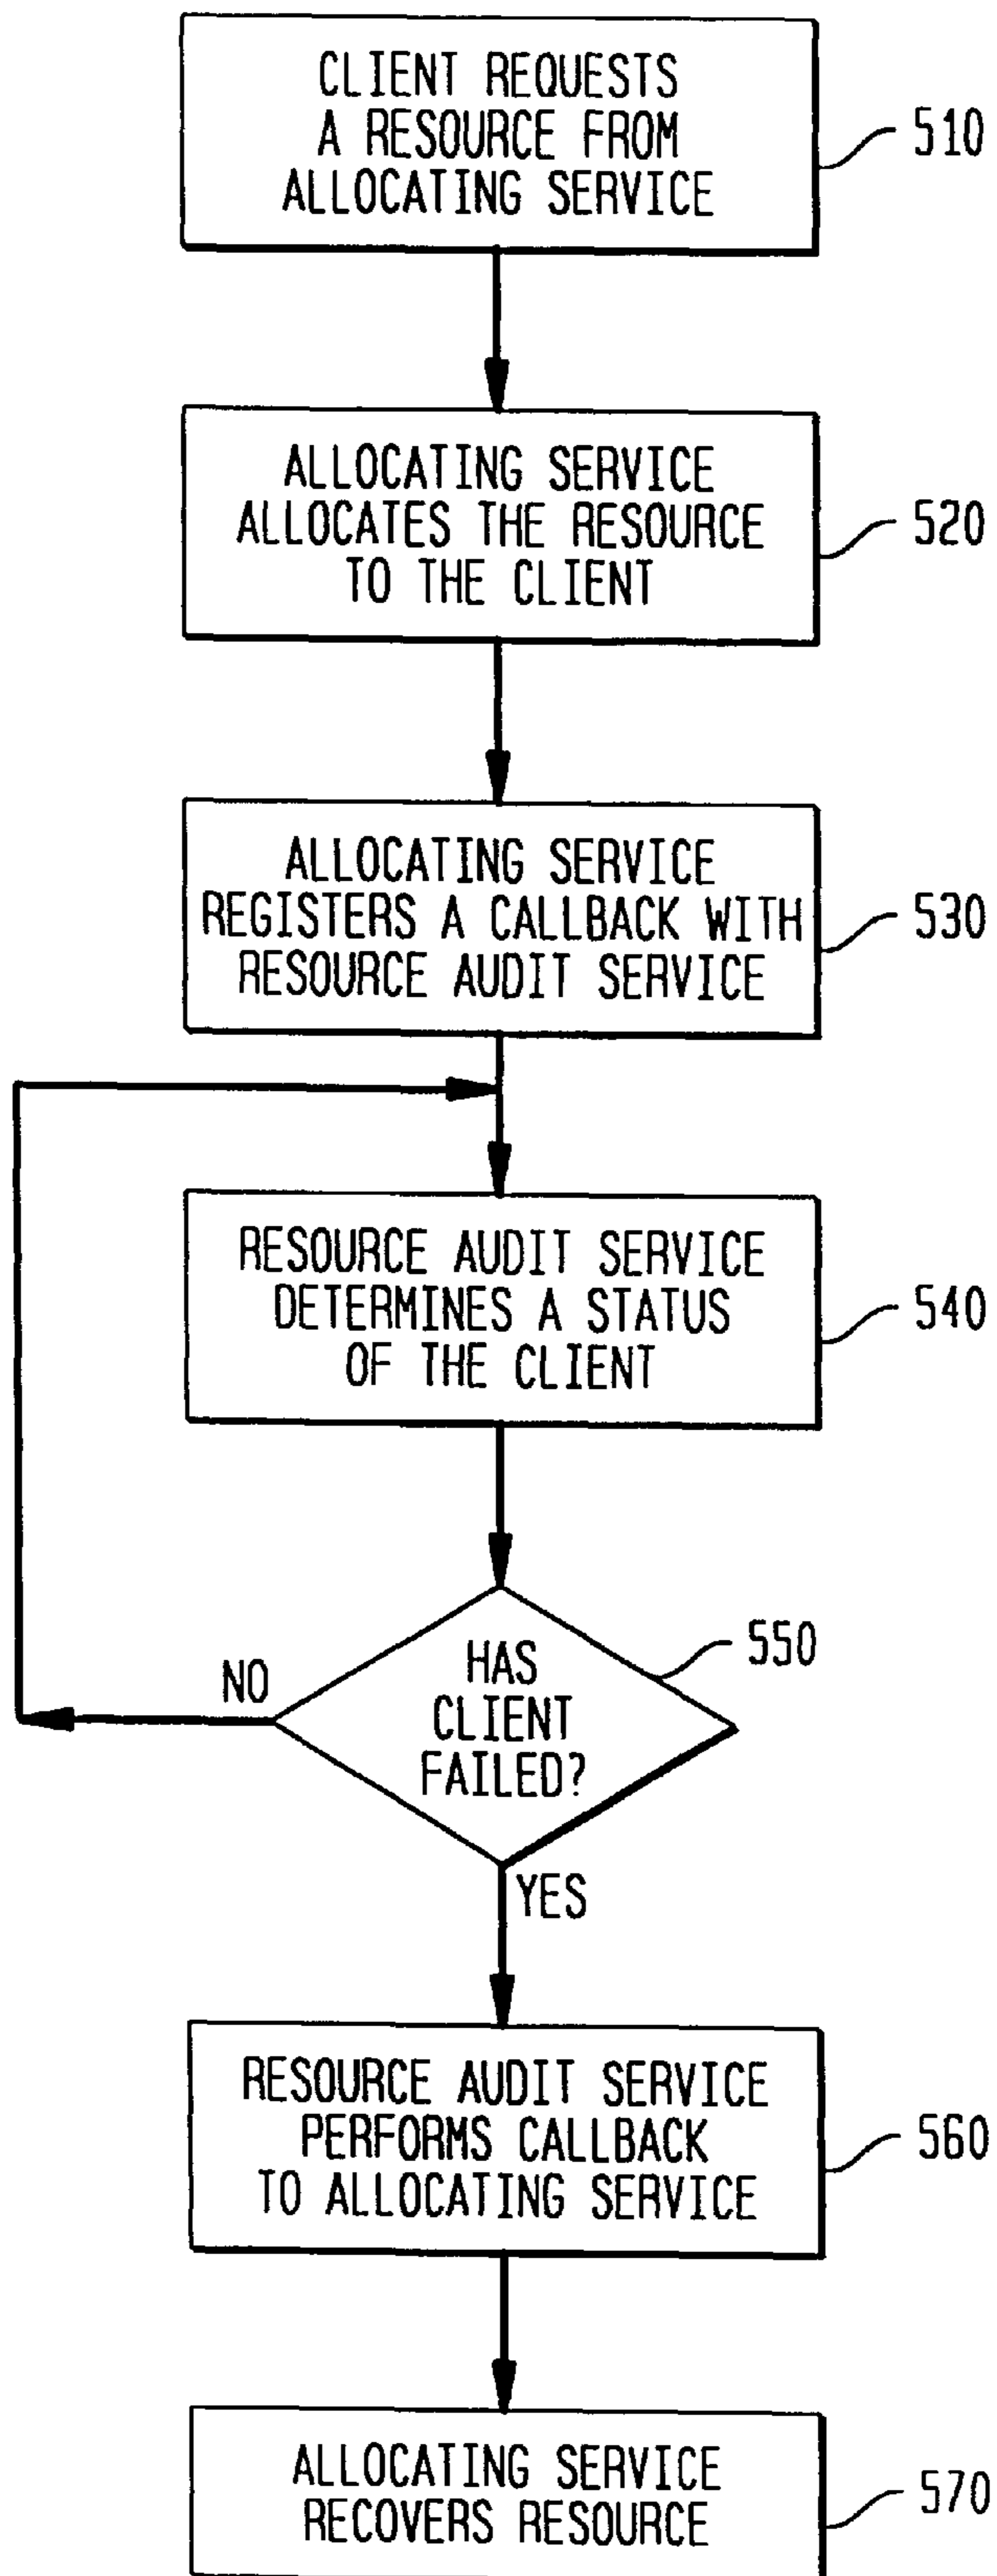 CLIENT REQUESTS
A RESOURCE FROM
ALLOCATING SERVICE
510
ALLOCATING SERVICE
ALLOCATES THE RESOURCE
TO THE CLIENT
520
ALLOCATING SERVICE
REGISTERS A CALLBACK WITH
RESOURCE AUDIT SERVICE
530
RESOURCE AUDIT SERVICE
DETERMINES A STATUS
OF THE CLIENT
540
HAS
CLIENT
FAILED?
550
NO
YES
RESOURCE AUDIT SERVICE
PERFORMS CALLBACK
TO ALLOCATING SERVICE
560
ALLOCATING SERVICE
RECOVERS RESOURCE
570